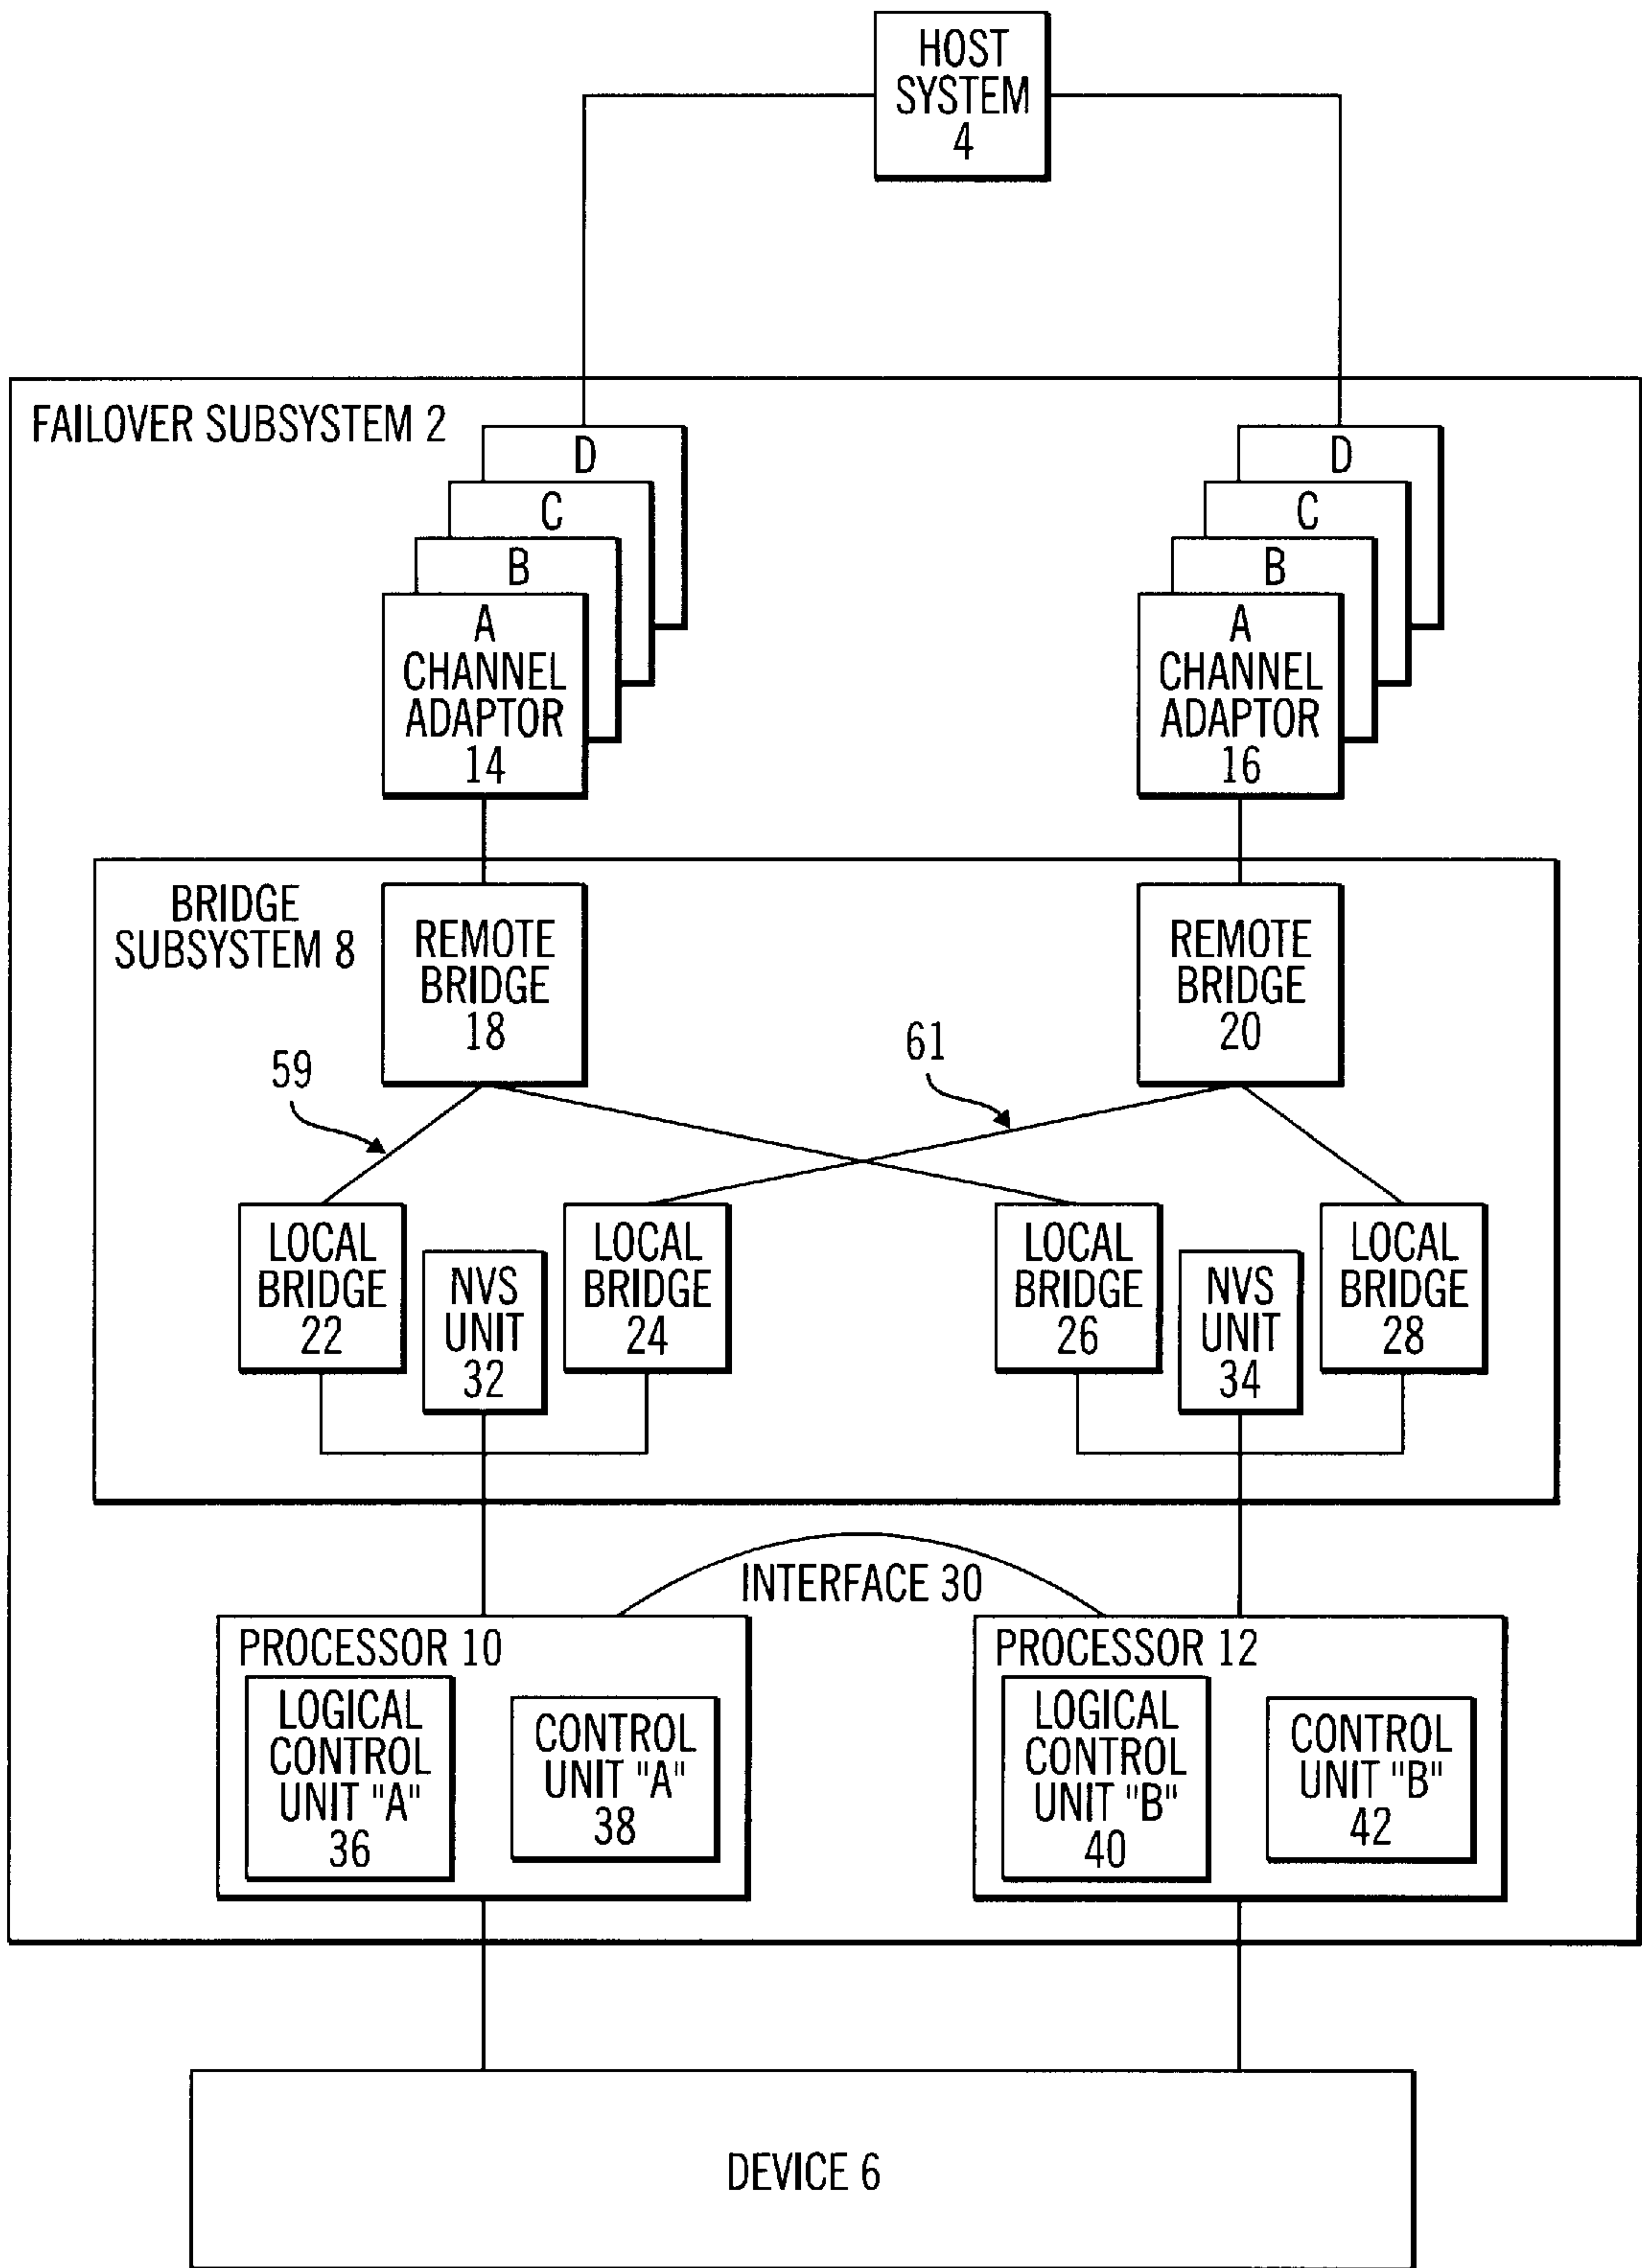 HOST
SYSTEM
4
FAILOVER SUBSYSTEM 2
D
C
B
A
CHANNEL
ADAPTOR
14
D
C
B
A
CHANNEL
ADAPTOR
16
BRIDGE
SUBSYSTEM 8
REMOTE
BRIDGE
18
REMOTE
BRIDGE
20
59
61
LOCAL
BRIDGE
22
NVS
UNIT
32
LOCAL
BRIDGE
24
LOCAL
BRIDGE
26
NVS
UNIT
34
LOCAL
BRIDGE
28
INTERFACE 30
PROCESSOR 10
LOGICAL
CONTROL
UNIT "A"
36
CONTROL
UNIT "A"
38
PROCESSOR 12
LOGICAL
CONTROL
UNIT "B"
40
CONTROL
UNIT "B"
42
DEVICE 6